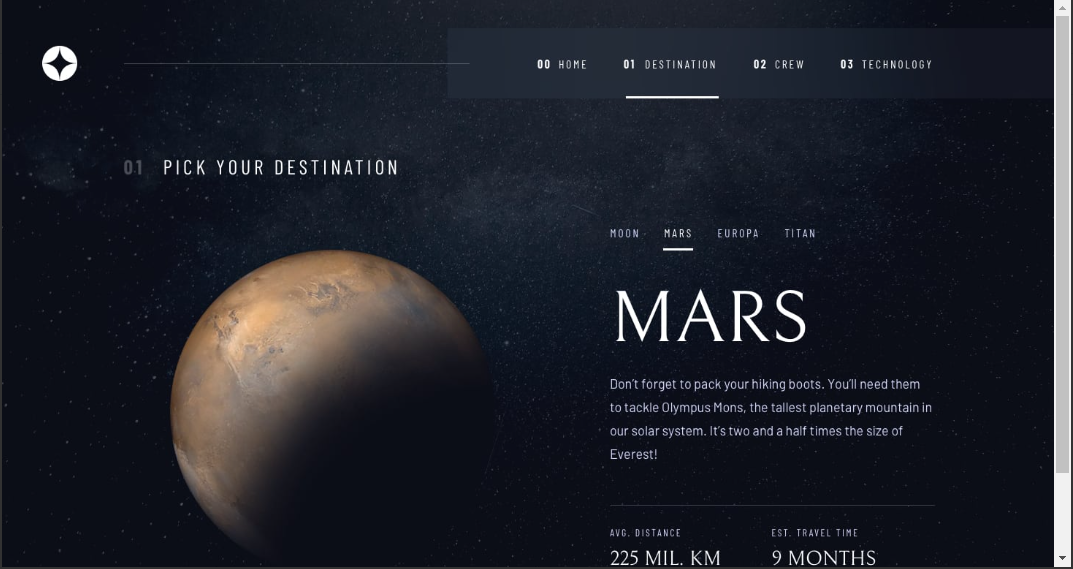 00 HOME 01 DESTINATION 02 CREW 03 TECHNOLOGY
01 PICK YOUR DESTINATION
MOON MARS EUROPA TITAN
MARS
Don’t forget to pack your hiking boots. You’ll need them
to tackle Olympus Mons, the tallest planetary mountain in
our solar system. It’s two and a half times the size of
Everest!
AVG. DISTANCE EST. TRAVEL TIME
225 MIL. KM 9 MONTHS